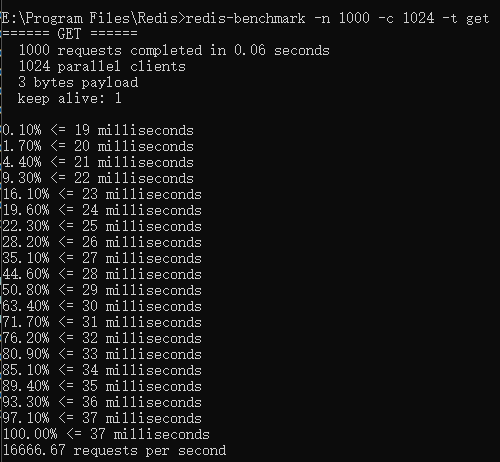 E:\Program Files\Redis>redis-benchmark -n 1000 -c 1024 -t get
====== GET ======
  1000 requests completed in 0.06 seconds
  1024 parallel clients
  3 bytes payload
  keep alive: 1

0.10% <= 19 milliseconds
1.70% <= 20 milliseconds
4.40% <= 21 milliseconds
9.30% <= 22 milliseconds
16.10% <= 23 milliseconds
19.60% <= 24 milliseconds
22.30% <= 25 milliseconds
28.20% <= 26 milliseconds
35.10% <= 27 milliseconds
44.60% <= 28 milliseconds
50.80% <= 29 milliseconds
63.40% <= 30 milliseconds
71.70% <= 31 milliseconds
76.20% <= 32 milliseconds
80.90% <= 33 milliseconds
85.10% <= 34 milliseconds
89.40% <= 35 milliseconds
93.30% <= 36 milliseconds
97.10% <= 37 milliseconds
100.00% <= 37 milliseconds
16666.67 requests per second